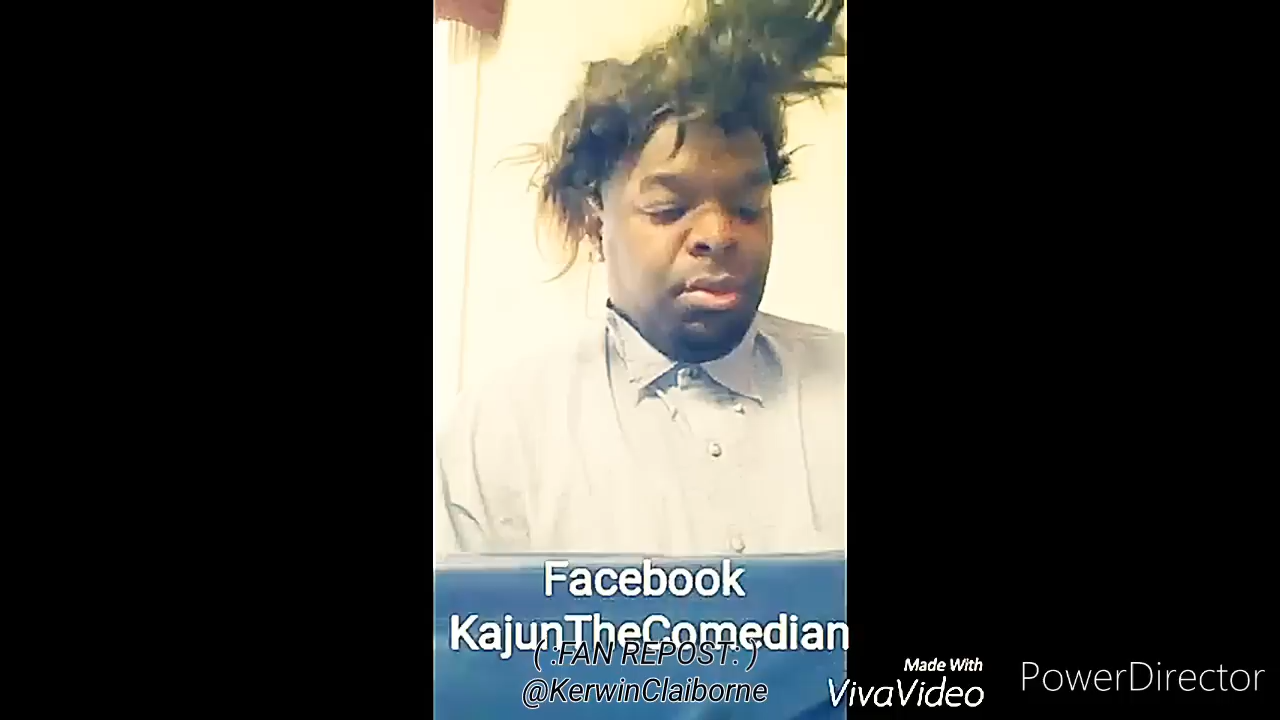 Facebook
KajunTheComedian
( :FAN REPOST: )
@KerwinClaiborne
Made With
VivaVideo
PowerDirector